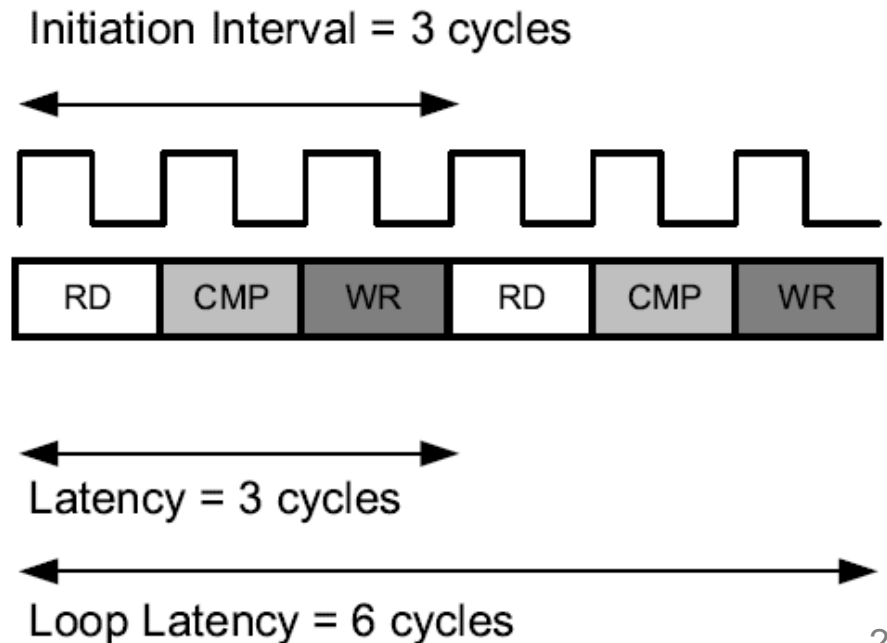 Initiation Interval = 3 cycles
RD CMP WR RD CMP WR
Latency = 3 cycles
Loop Latency = 6 cycles